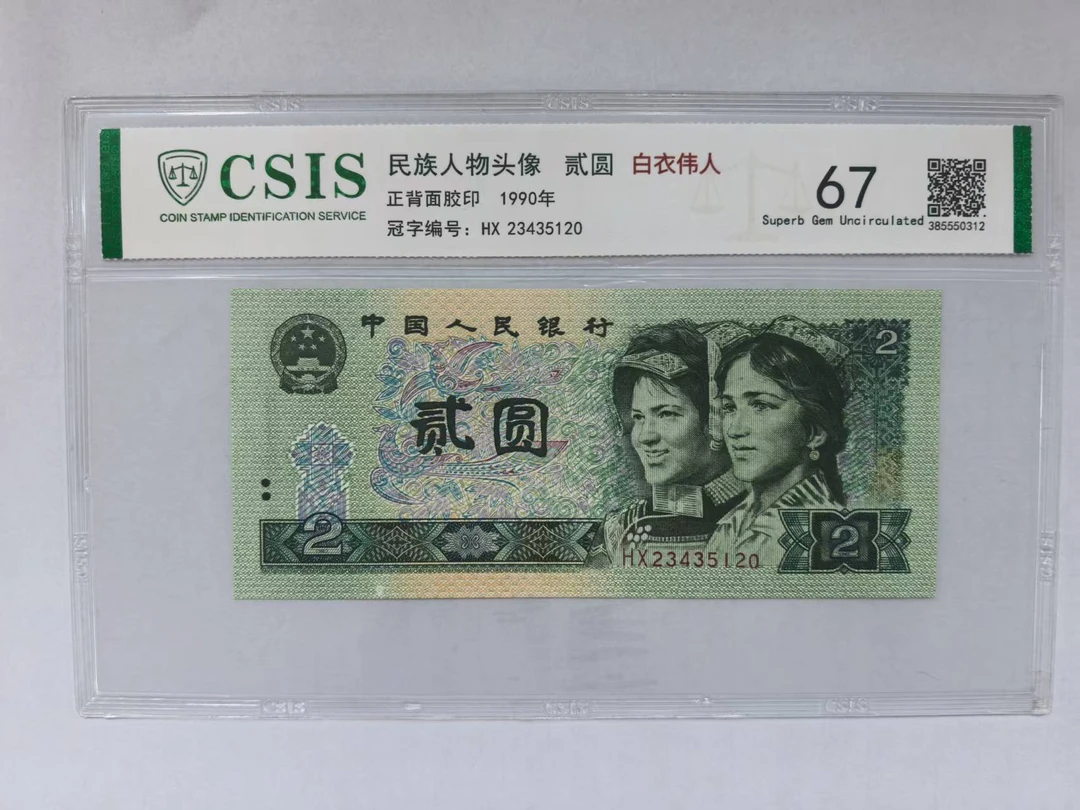 CSIS
COIN STAMP IDENTIFICATION SERVICE
民族人物头像 贰圆 白衣伟人
正背面胶印 1990年
冠字编号: HX 23435120
67
Superb Gem Uncirculated
385550312
中国人民银行
2
贰圆
2
2
HX23435120